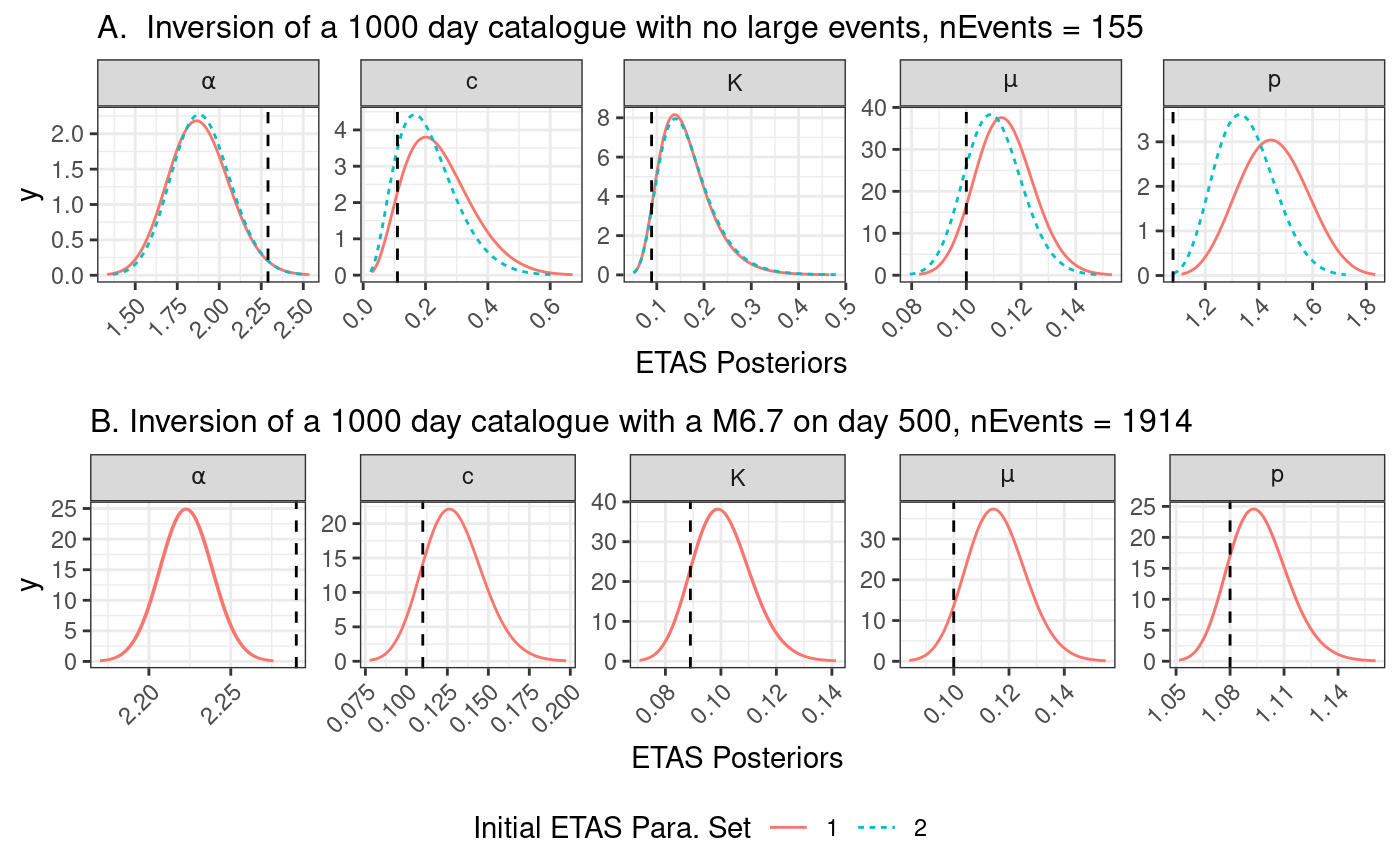 A.  Inversion of a 1000 day catalogue with no large events, nEvents = 155
α c K μ p
y
2.0 1.5 1.0 0.5 0.0
4 3 2 1 0
8 6 4 2 0
40 30 20 10 0
3 2 1 0
1.50 1.75 2.00 2.25 2.50
0.0 0.2 0.4 0.6
0.1 0.2 0.3 0.4 0.5
0.08 0.10 0.12 0.14
1.2 1.4 1.6 1.8
ETAS Posteriors
B. Inversion of a 1000 day catalogue with a M6.7 on day 500, nEvents = 1914
α c K μ p
y
25 20 15 10 5 0
20 15 10 5 0
40 30 20 10 0
30 20 10 0
25 20 15 10 5 0
2.20 2.25
0.075 0.100 0.125 0.150 0.175 0.200
0.08 0.10 0.12 0.14
0.10 0.12 0.14
1.05 1.08 1.11 1.14
ETAS Posteriors
Initial ETAS Para. Set 1 2